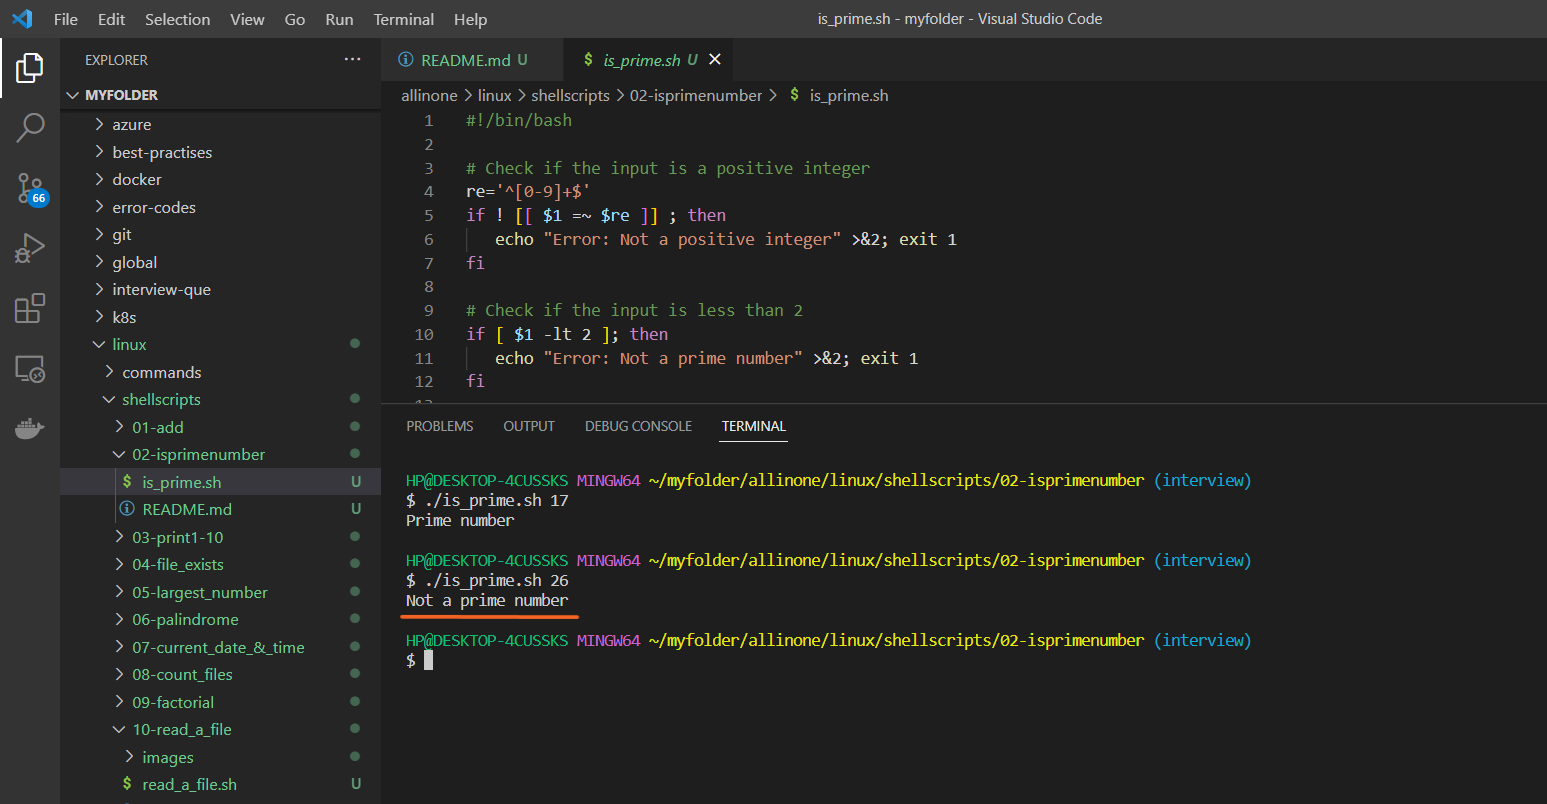 File Edit Selection View Go Run Terminal Help
is_prime.sh - myfolder - Visual Studio Code
EXPLORER
MYFOLDER
azure
best-practises
docker
error-codes
git
global
interview-que
k8s
linux
commands
shellscripts
01-add
02-isprimenumber
is_prime.sh U
README.md U
03-print1-10
04-file_exists
05-largest_number
06-palindrome
07-current_date_&_time
08-count_files
09-factorial
10-read_a_file
images
read_a_file.sh U
66
README.md U
$ is_prime.sh U
allinone > linux > shellscripts > 02-isprimenumber > $ is_prime.sh
1 #!/bin/bash
2
3 # Check if the input is a positive integer
4 re='^[0-9]+$'
5 if ! [[ $1 =~ $re ]] ; then
6 echo "Error: Not a positive integer" >&2; exit 1
7 fi
8
9 # Check if the input is less than 2
10 if [ $1 -lt 2 ]; then
11 echo "Error: Not a prime number" >&2; exit 1
12 fi
PROBLEMS OUTPUT DEBUG CONSOLE TERMINAL
HP@DESKTOP-4CUSSKS MINGW64 ~/myfolder/allinone/linux/shellscripts/02-isprimenumber (interview)
$ ./is_prime.sh 17
Prime number
HP@DESKTOP-4CUSSKS MINGW64 ~/myfolder/allinone/linux/shellscripts/02-isprimenumber (interview)
$ ./is_prime.sh 26
Not a prime number
HP@DESKTOP-4CUSSKS MINGW64 ~/myfolder/allinone/linux/shellscripts/02-isprimenumber (interview)
$